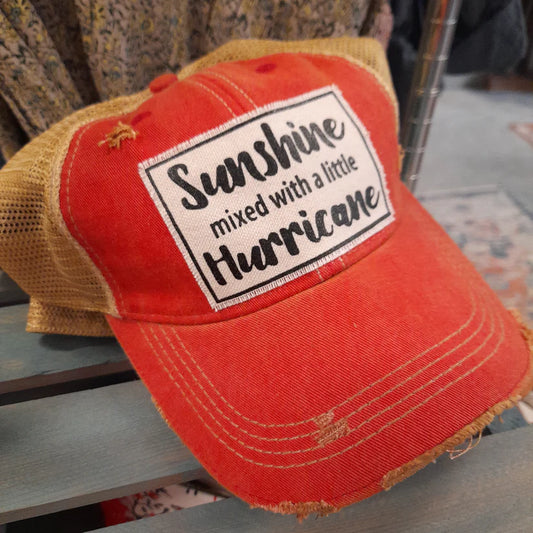 Sunshine
mixed with a little
Hurricane